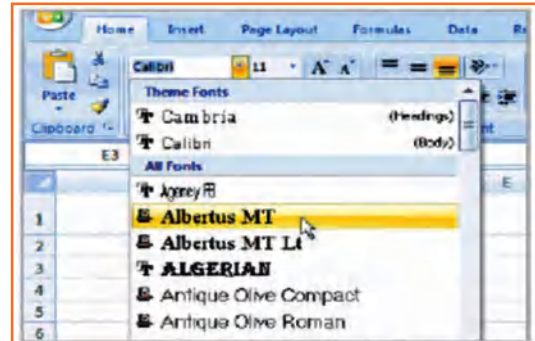 Home Insert Page Layout Formulas Data
Paste
Calibri 11 A A
Clipboard
Theme Fonts
Cambria (Headings)
Calibri (Body)
E3
All Fonts
Agency FB
E
Albertus MT
1
Albertus MT Lt
2
ALGERIAN
3
Antique Olive Compact
4
Antique Olive Roman
5
6